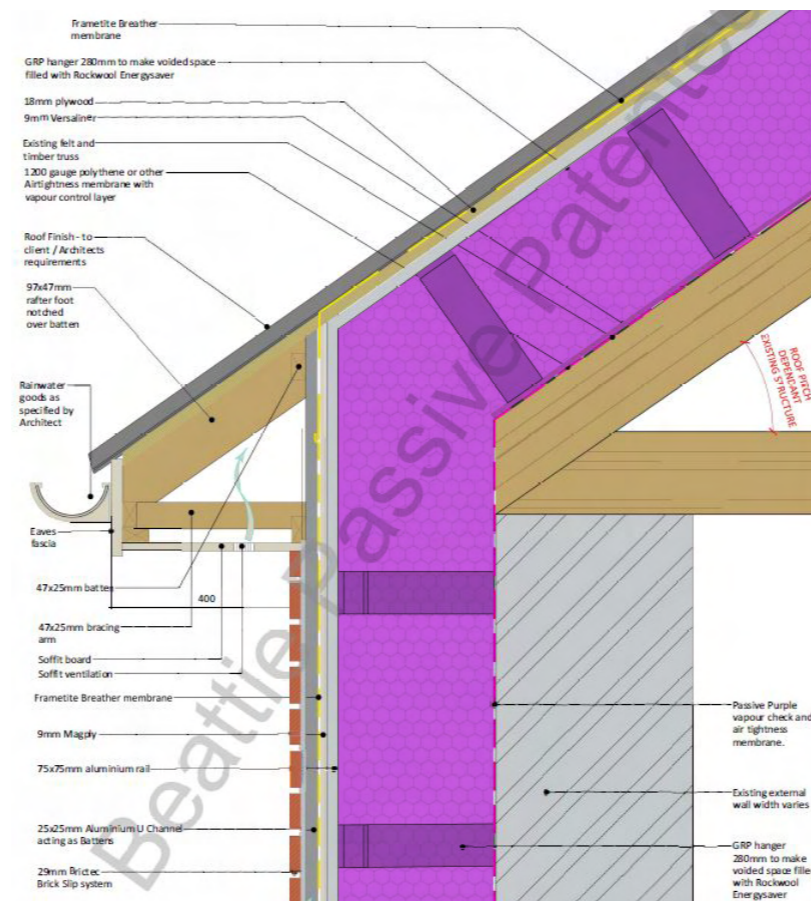 Frametite Breather
membrane
GRP hanger 280mm to make voided space
filled with Rockwool Energysaver
18mm plywood
9mm Versaliner
Existing felt and
timber truss
1200 gauge polythene or other
Airtightness membrane with
vapour control layer
Roof Finish - to
client / Architects
requirements
97x47mm
rafter foot
notched
over batten
Rainwater
goods as
specified by
Architect
Eaves
fascia
47x25mm batten
400
47x25mm bracing
arm
Soffit board
Soffit ventilation
Frametite Breather membrane
9mm Magply
75x75mm aluminium rail
25x25mm Aluminium U Channel
acting as Battens
29mm Brictec
Brick Slip system
ROOF PITCH
DEPENDANT
EXISTING STRUCTURE
Passive Purple
vapour check and
air tightness
membrane.
Existing external
wall width varies
GRP hanger
280mm to make
voided space fille
with Rockwool
Energysaver
Beattie Passive Patente